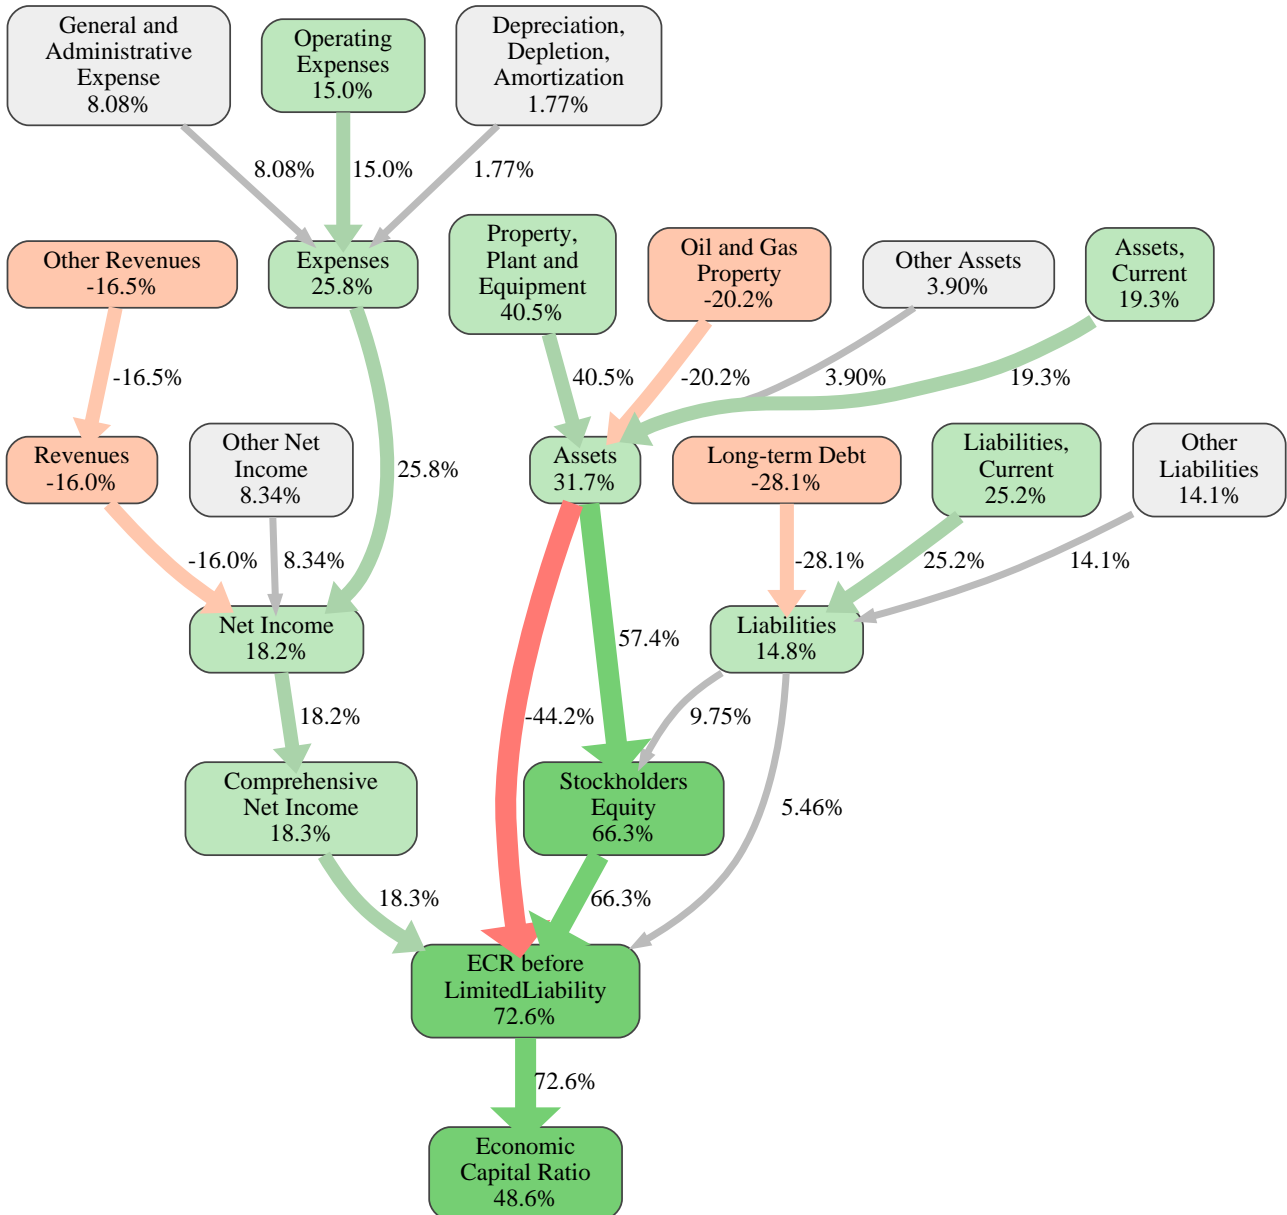 General and
Administrative
Expense
8.08%
Operating
Expenses
15.0%
Depreciation,
Depletion,
Amortization
1.77%
8.08%
15.0%
1.77%
Other Revenues
-16.5%
Expenses
25.8%
Property,
Plant and
Equipment
40.5%
Oil and Gas
Property
-20.2%
Other Assets
3.90%
Assets,
Current
19.3%
-16.5%
40.5%
-20.2%
3.90%
19.3%
Revenues
-16.0%
Other Net
Income
8.34%
25.8%
Assets
31.7%
Long-term Debt
-28.1%
Liabilities,
Current
25.2%
Other
Liabilities
14.1%
-16.0%
8.34%
-28.1%
25.2%
14.1%
Net Income
18.2%
57.4%
Liabilities
14.8%
18.2%
-44.2%
9.75%
Comprehensive
Net Income
18.3%
Stockholders
Equity
66.3%
5.46%
18.3%
66.3%
ECR before
LimitedLiability
72.6%
72.6%
Economic
Capital Ratio
48.6%